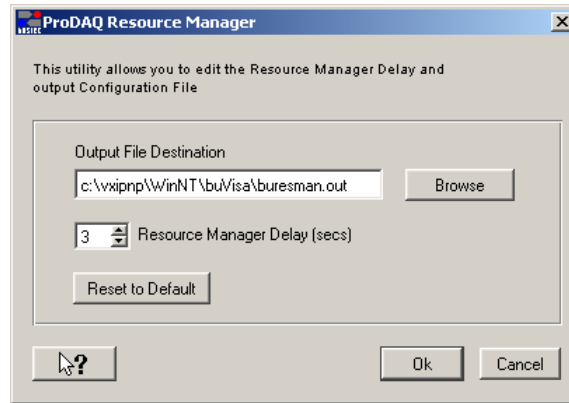 BUSTEC
ProDAQ Resource Manager
This utility allows you to edit the Resource Manager Delay and
output Configuration File
Output File Destination
c:\vxipnp\WinNT\buVisa\buresman.out
Browse
3
Resource Manager Delay (secs)
Reset to Default
?
Ok
Cancel